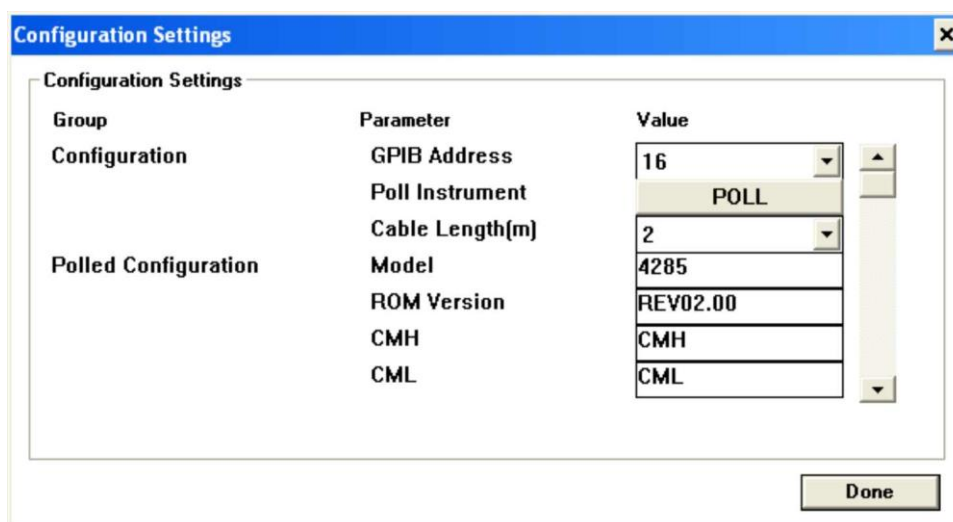 Configuration Settings
Configuration Settings
Group Parameter Value
Configuration GPIB Address 16
Poll Instrument POLL
Cable Length(m) 2
Polled Configuration Model 4285
ROM Version REV02.00
CMH CMH
CML CML
Done